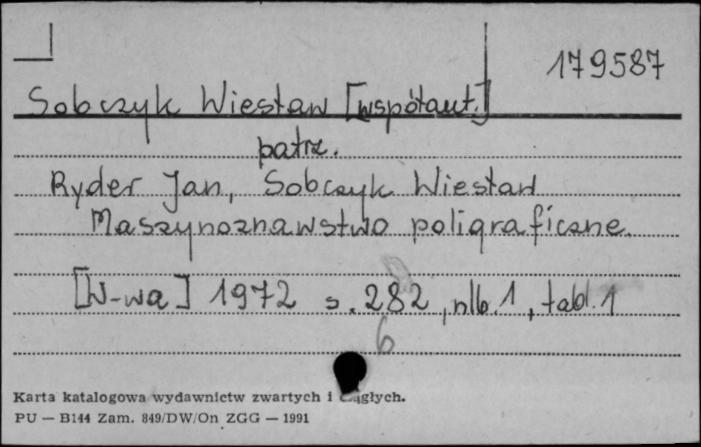 179587
Sobczyk Wiesław [współaut.]
patrz.
Ryder Jan, Sobczyk Wiesław
Maszynoznawstwo poligraficzne.
[W-wa] 1972 s. 282, nlb. 1, tabl. 1
6
Karta katalogowa wydawnictw zwartych i ciągłych.
PU — B144 Zam. 849/DW/On ZGG — 1991